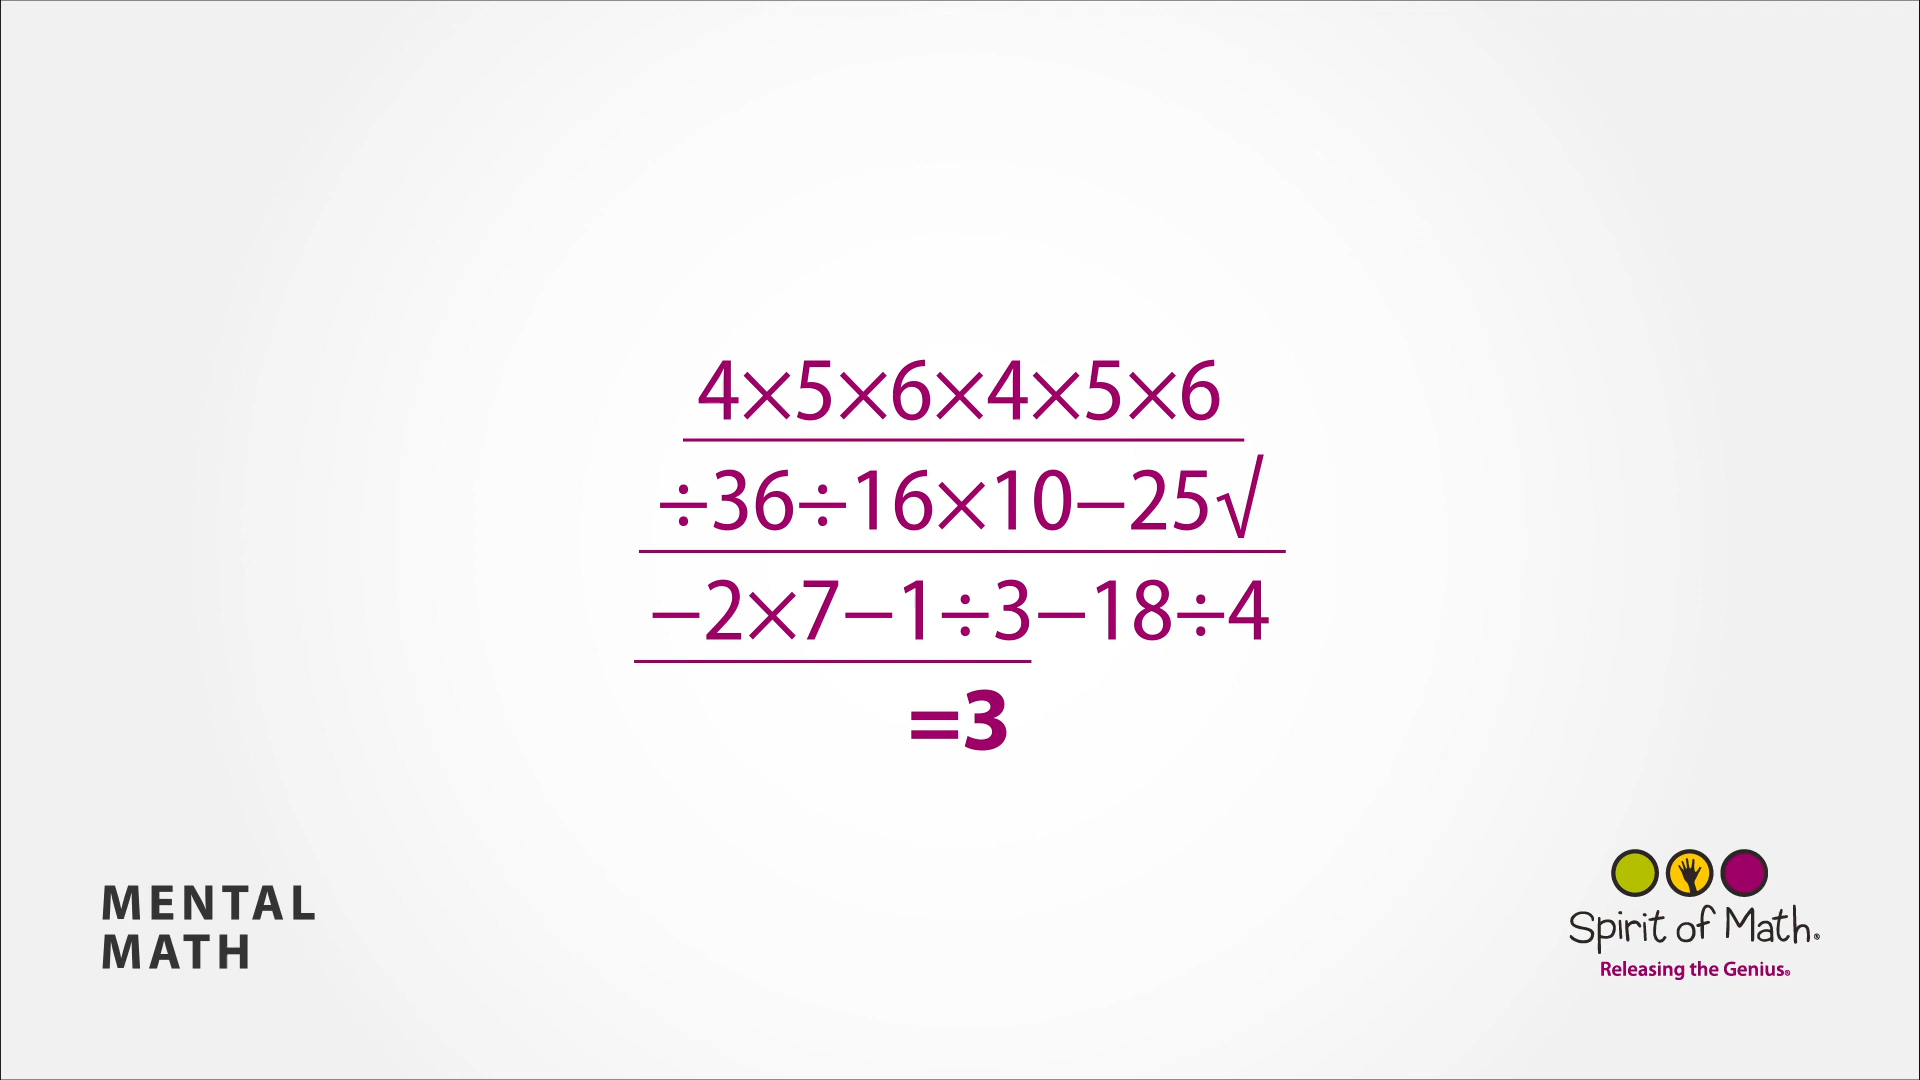 4×5×6×4×5×6
÷36÷16×10−25√
−2×7−1÷3−18÷4
=3
MENTAL
MATH
Spirit of Math®
Releasing the Genius®